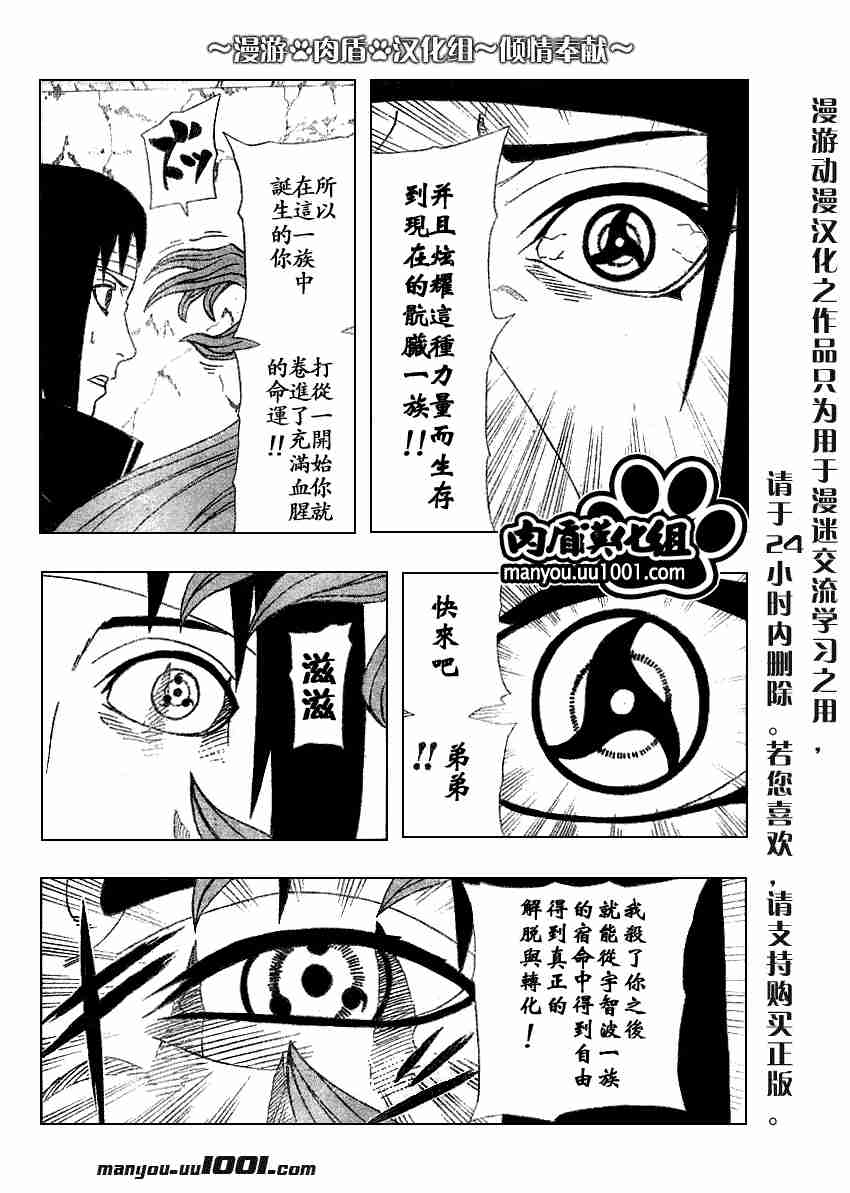 ～漫游🐾肉盾🐾汉化组～倾情奉献～
漫游动漫汉化之作品只为用于漫迷交流学习之用，
请于24小时内删除。若您喜欢，请支持购买正版。
并且炫耀這種力量而生存
到現在的骯臟一族!!
ドッ
所以
在這一族中
誕生的你
打從一開始你就
卷進了充滿血腥
的命運!!
肉盾漢化组
manyou.uu1001.com
快來吧
弟弟
!!
滋滋
我殺了你之後
就能從宇智波一族
的宿命中得到自由
得到真正的
解脫與轉化！
manyou-uu1001.com